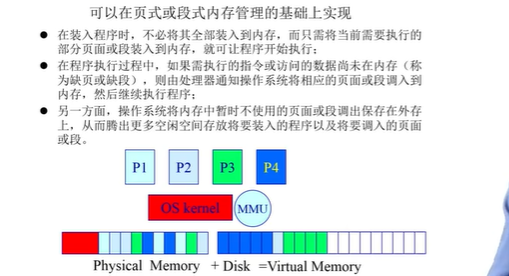 可以在页式或段式内存管理的基础上实现
● 在装入程序时，不必将其全部装入到内存，而只需将当前需要执行的
部分页面或段装入到内存，就可让程序开始执行；
● 在程序执行过程中，如果需执行的指令或访问的数据尚未在内存（称
为缺页或缺段），则由处理器通知操作系统将相应的页面或段调入到
内存，然后继续执行程序；
● 另一方面，操作系统将内存中暂时不使用的页面或段调出保存在外存
上，从而腾出更多空闲空间存放将要装入的程序以及将要调入的页面
或段。
P1 P2 P3 P4
OS kernel MMU
Physical Memory + Disk =Virtual Memory